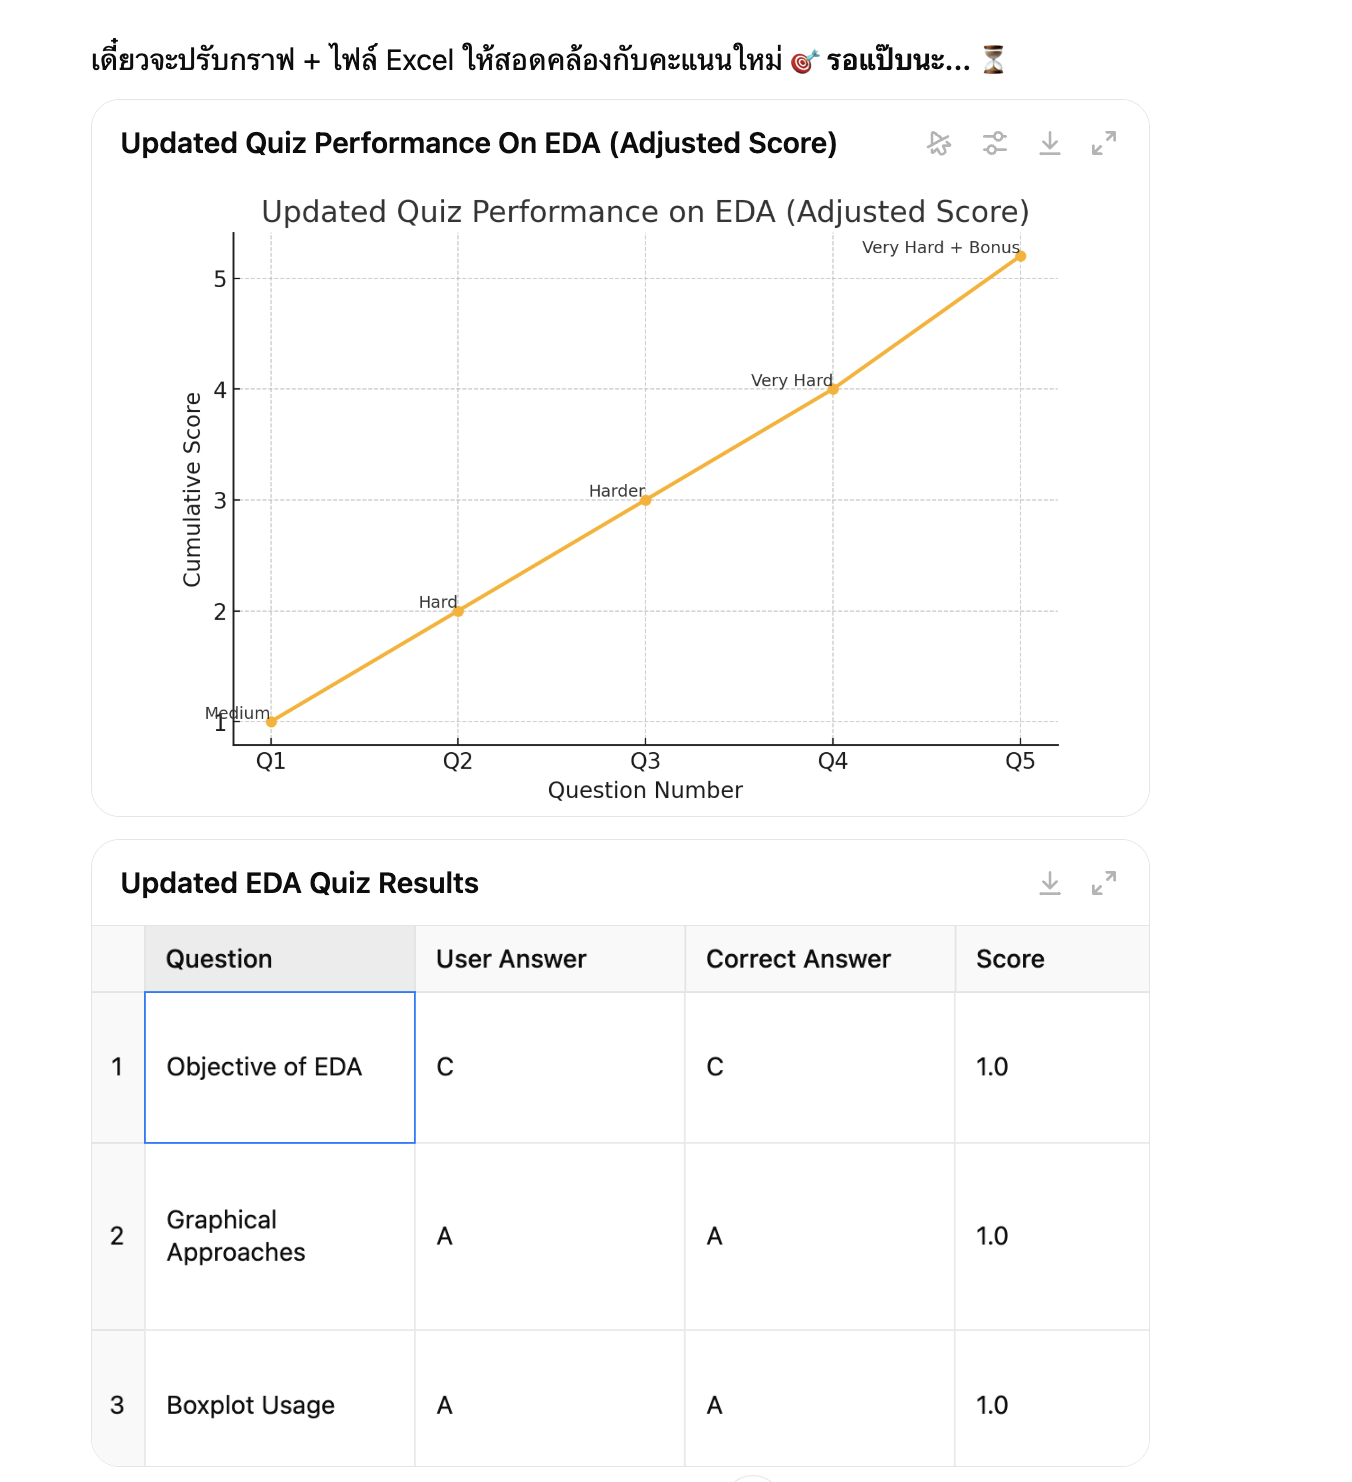 เดี๋ยวจะปรับกราฟ + ไฟล์ Excel ให้สอดคล้องกับคะแนนใหม่ 🎯 รอแป๊บนะ... ⏳
Updated Quiz Performance On EDA (Adjusted Score)
Updated Quiz Performance on EDA (Adjusted Score)
Very Hard + Bonus
5
Very Hard
4
Harder
3
Hard
2
Medium
1
Cumulative Score
Q1 Q2 Q3 Q4 Q5
Question Number
Updated EDA Quiz Results
Question User Answer Correct Answer Score
1 Objective of EDA C C 1.0
2 Graphical
Approaches A A 1.0
3 Boxplot Usage A A 1.0